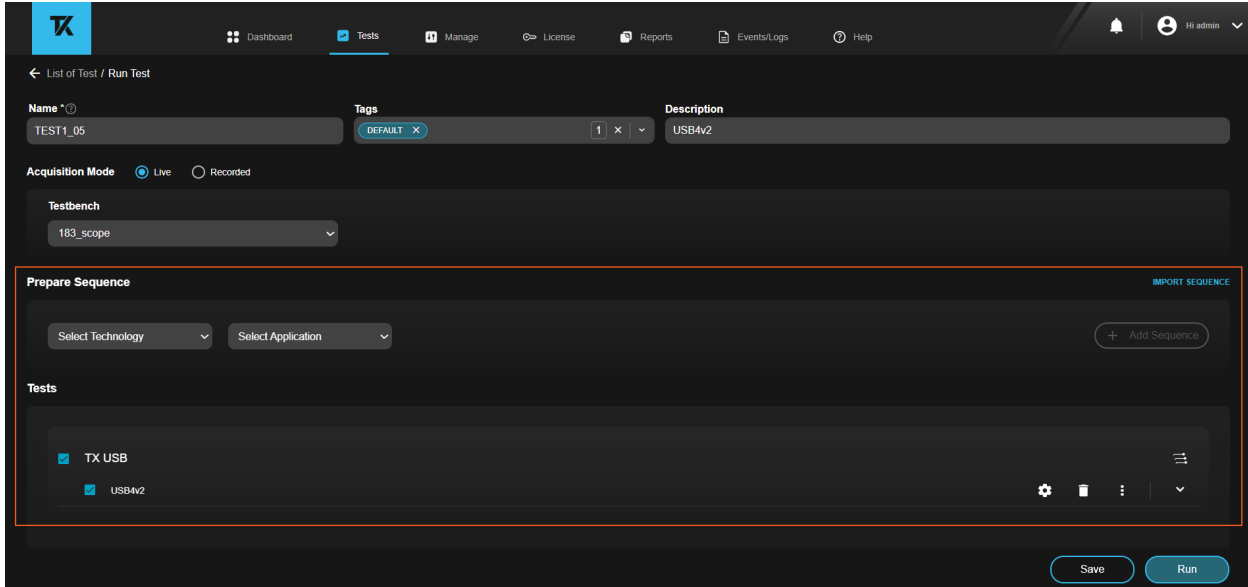 TK
Dashboard Tests Manage License Reports Events/Logs Help Hi admin
List of Test / Run Test
Name * Tags Description
TEST1_05 DEFAULT 1 USB4v2
Acquisition Mode Live Recorded
Testbench
183_scope
Prepare Sequence IMPORT SEQUENCE
Select Technology Select Application + Add Sequence
Tests
TX USB
USB4v2
Save Run